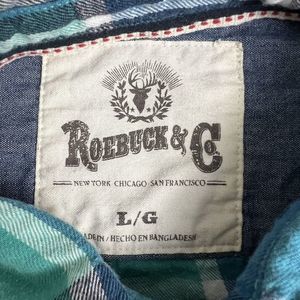 ROEBUCK & Co
NEW YORK CHICAGO SAN FRANCISCO
L/G
MADE IN / HECHO EN BANGLADESH